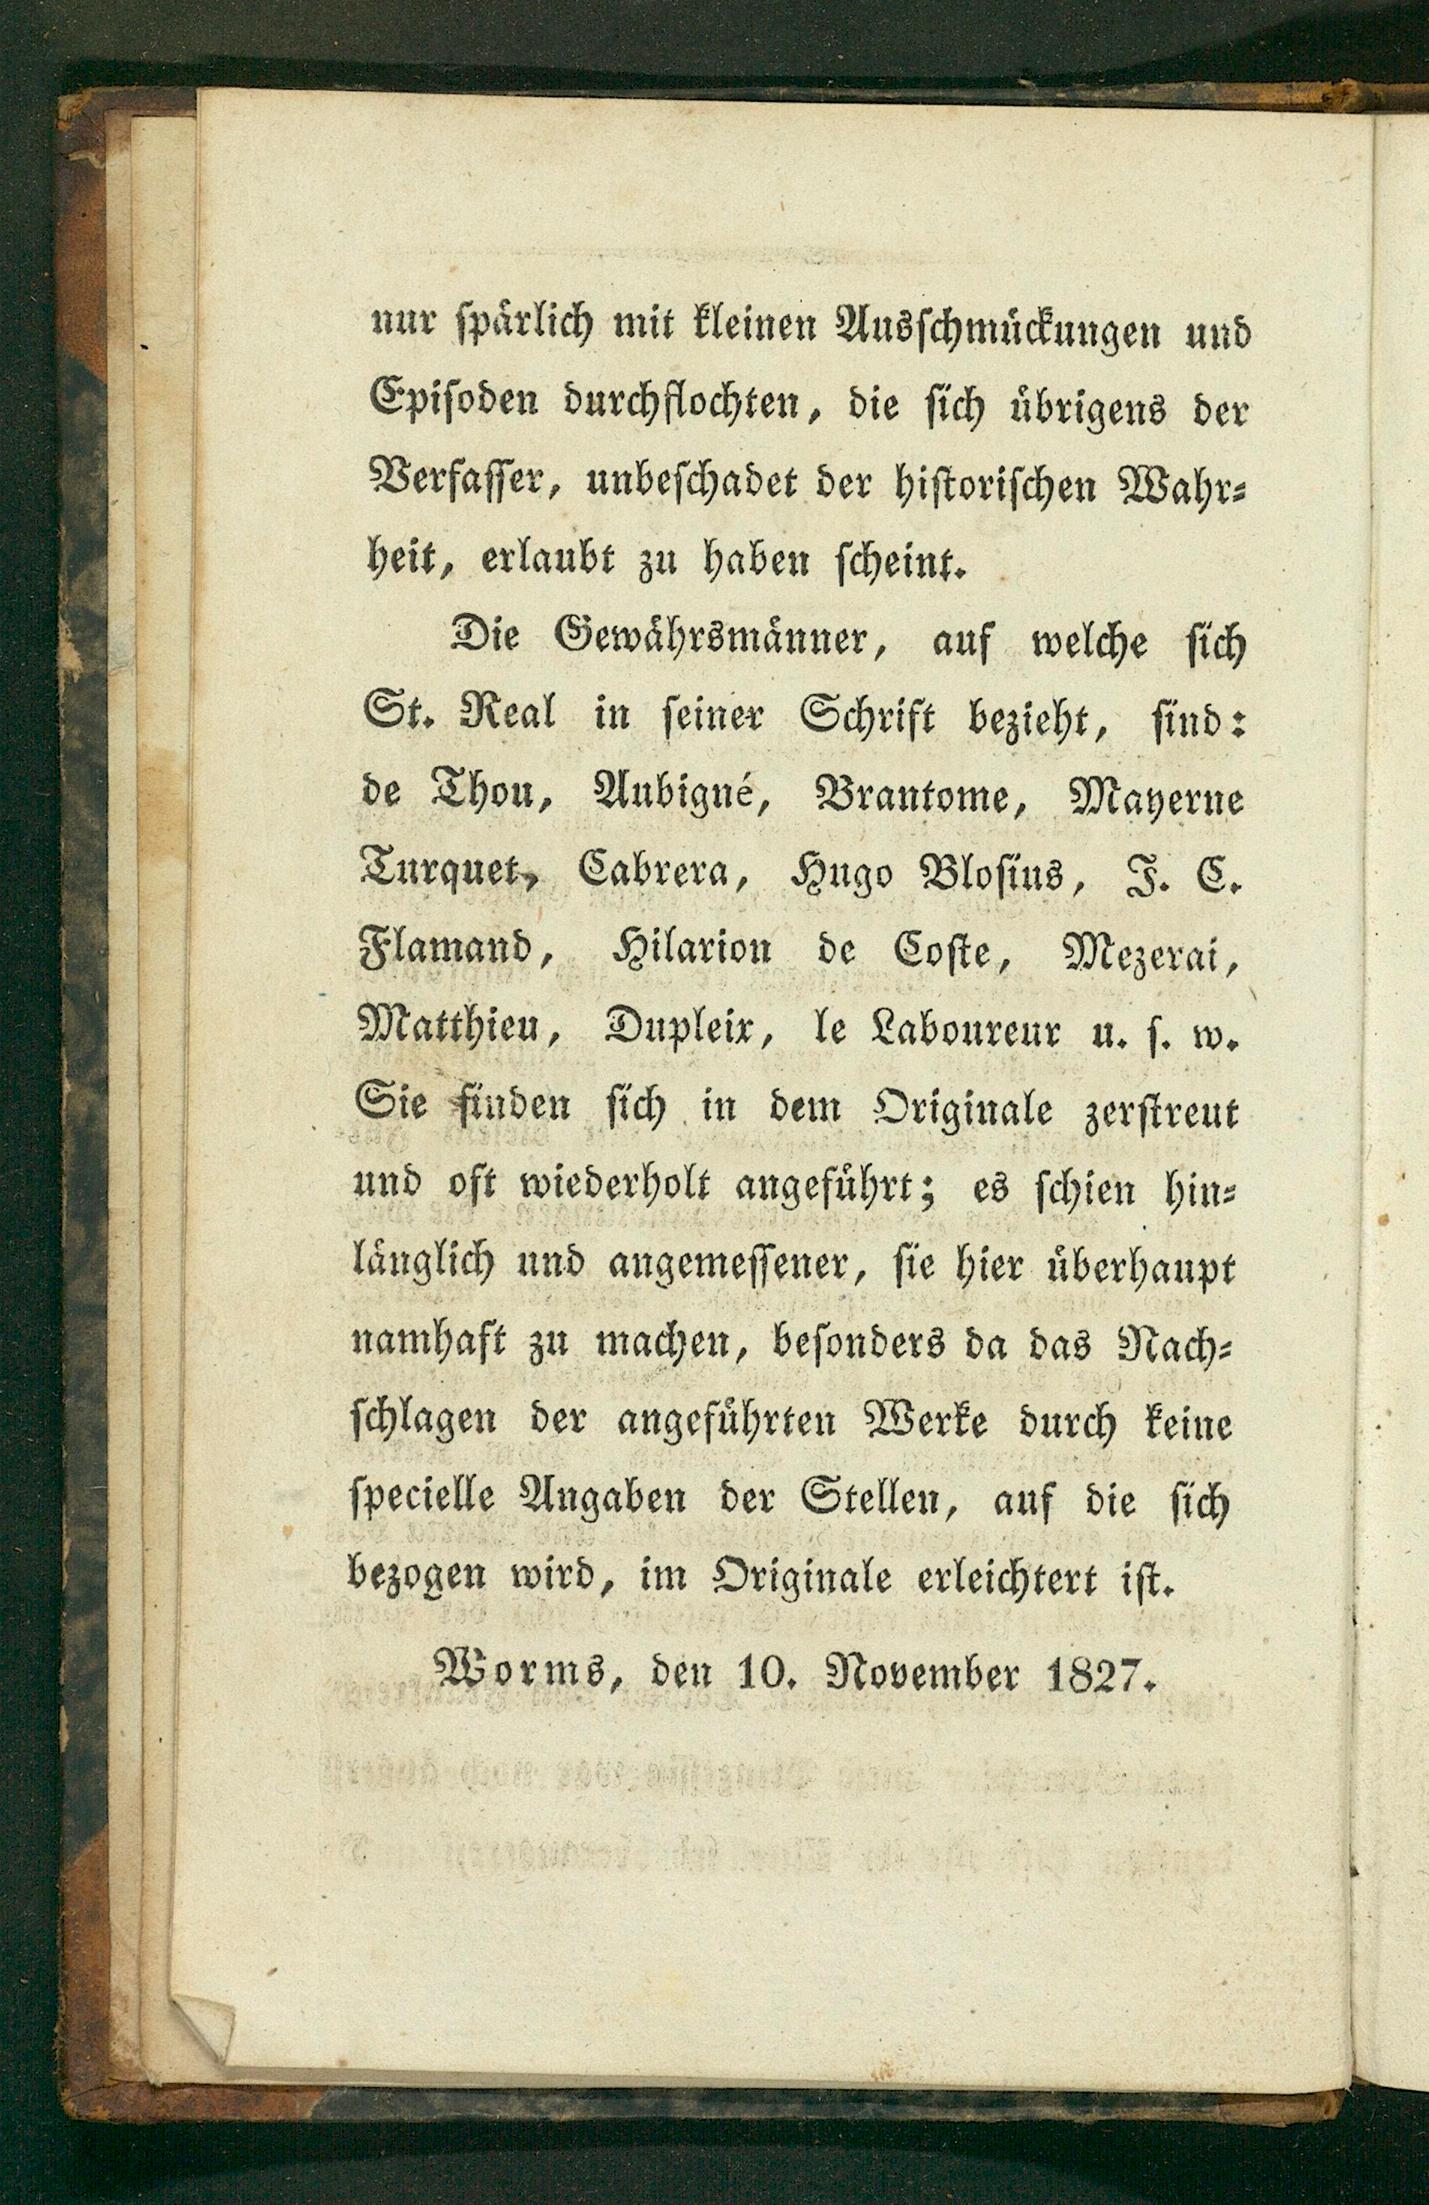 nur ſpärlich mit kleinen Ausſchmückungen und
Epiſoden durchflochten, die ſich übrigens der
Verfaſſer, unbeſchadet der hiſtoriſchen Wahr⸗
heit, erlaubt zu haben ſcheint.
Die Gewährsmänner, auf welche ſich
St. Real in ſeiner Schrift bezieht, ſind:
de Thou, Aubigné, Brantome, Mayerne
Turquet, Cabrera, Hugo Bloſius, J. C.
Flamand, Hilarion de Coſte, Mezerai,
Matthieu, Dupleix, le Laboureur u. ſ. w.
Sie finden ſich in dem Originale zerſtreut
und oft wiederholt angeführt; es ſchien hin⸗
länglich und angemeſſener, ſie hier überhaupt
namhaft zu machen, beſonders da das Nach⸗
ſchlagen der angeführten Werke durch keine
ſpecielle Angaben der Stellen, auf die ſich
bezogen wird, im Originale erleichtert iſt.
Worms, den 10. November 1827.